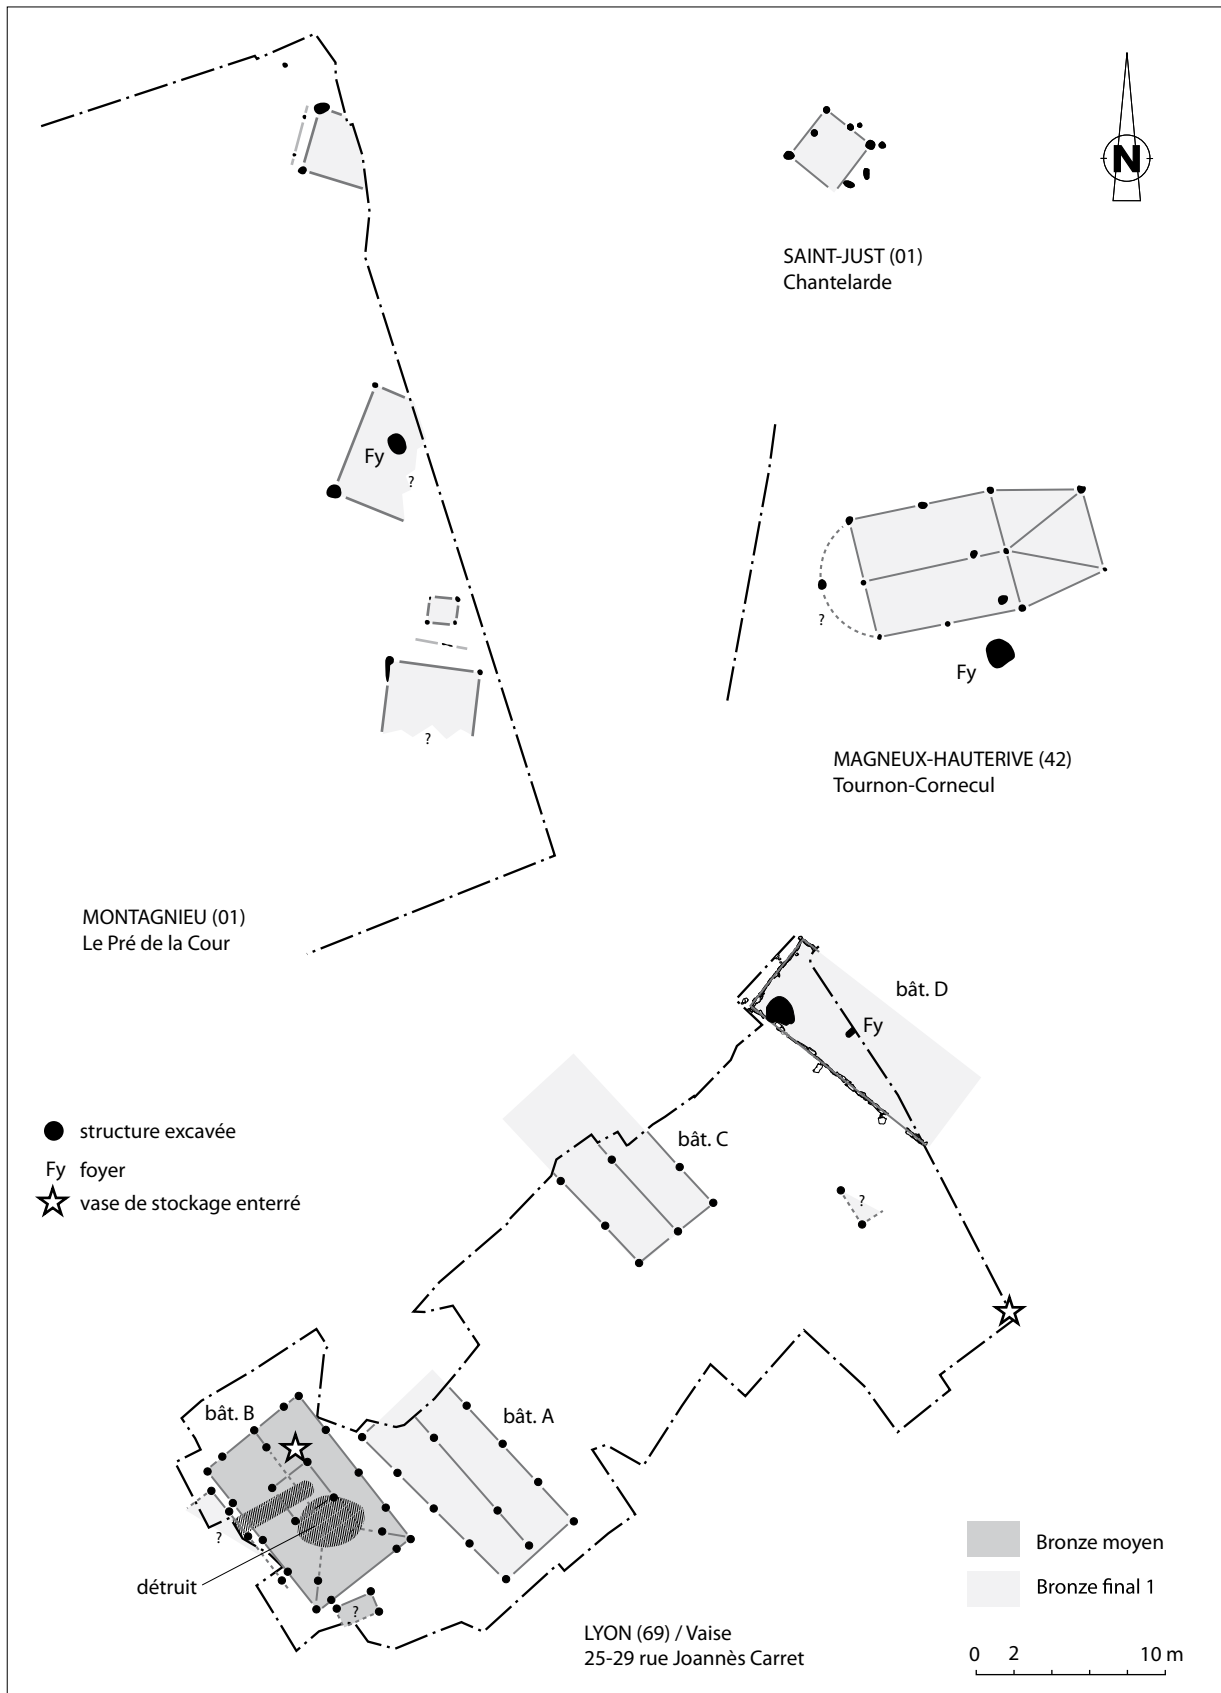 N
SAINT-JUST (01)
Chantelarde
Fy
?
?
Fy
?
MAGNEUX-HAUTERIVE (42)
Tournon-Cornecul
MONTAGNIEU (01)
Le Pré de la Cour
bât. D
Fy
bât. C
?
structure excavée
Fy foyer
vase de stockage enterré
bât. B
bât. A
?
détruit
?
LYON (69) / Vaise
25-29 rue Joannès Carret
Bronze moyen
Bronze final 1
0 2 10 m